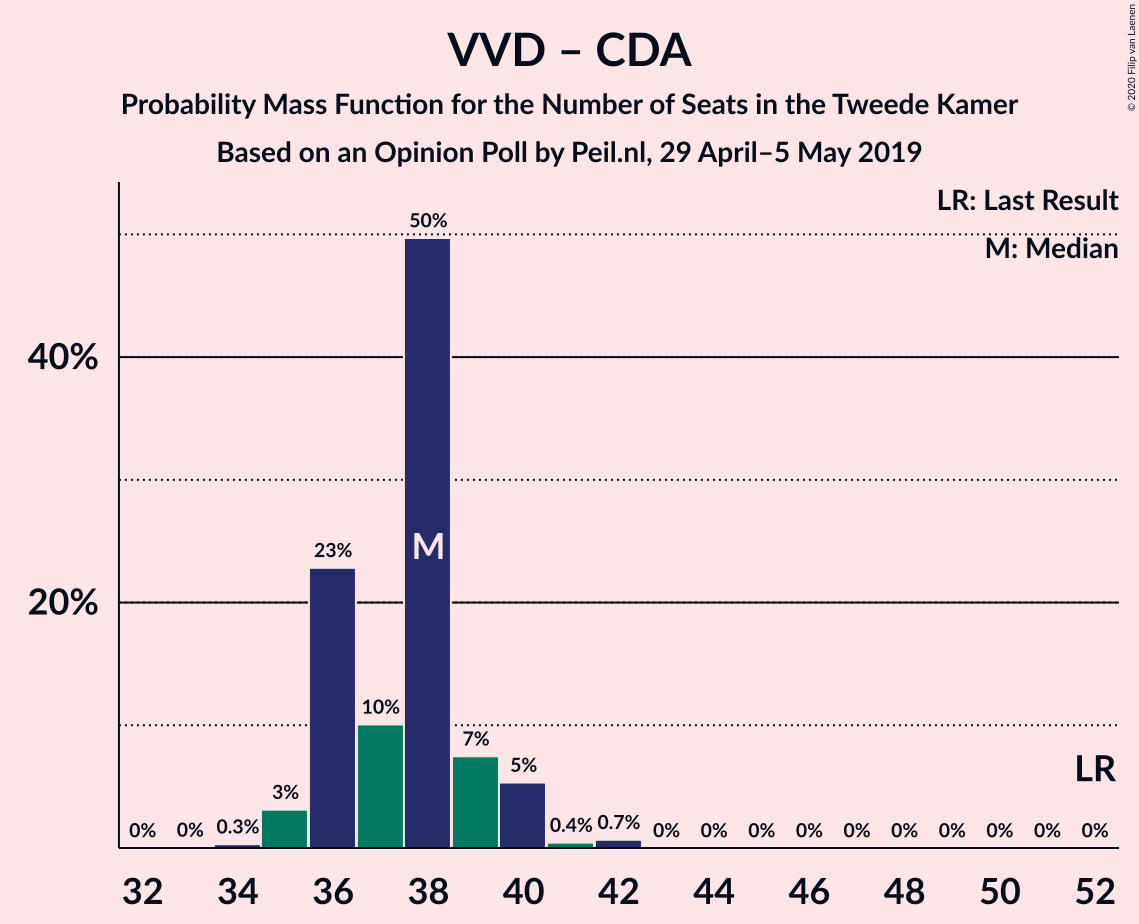 VVD – CDA
Probability Mass Function for the Number of Seats in the Tweede Kamer
Based on an Opinion Poll by Peil.nl, 29 April–5 May 2019
© 2020 Filip van Laenen
LR: Last Result
M: Median
50%
40%
M
23%
20%
10%
7%
5%
3%
LR
0% 0% 0.3% 0.4% 0.7% 0% 0% 0% 0% 0% 0% 0% 0% 0% 0%
32 34 36 38 40 42 44 46 48 50 52